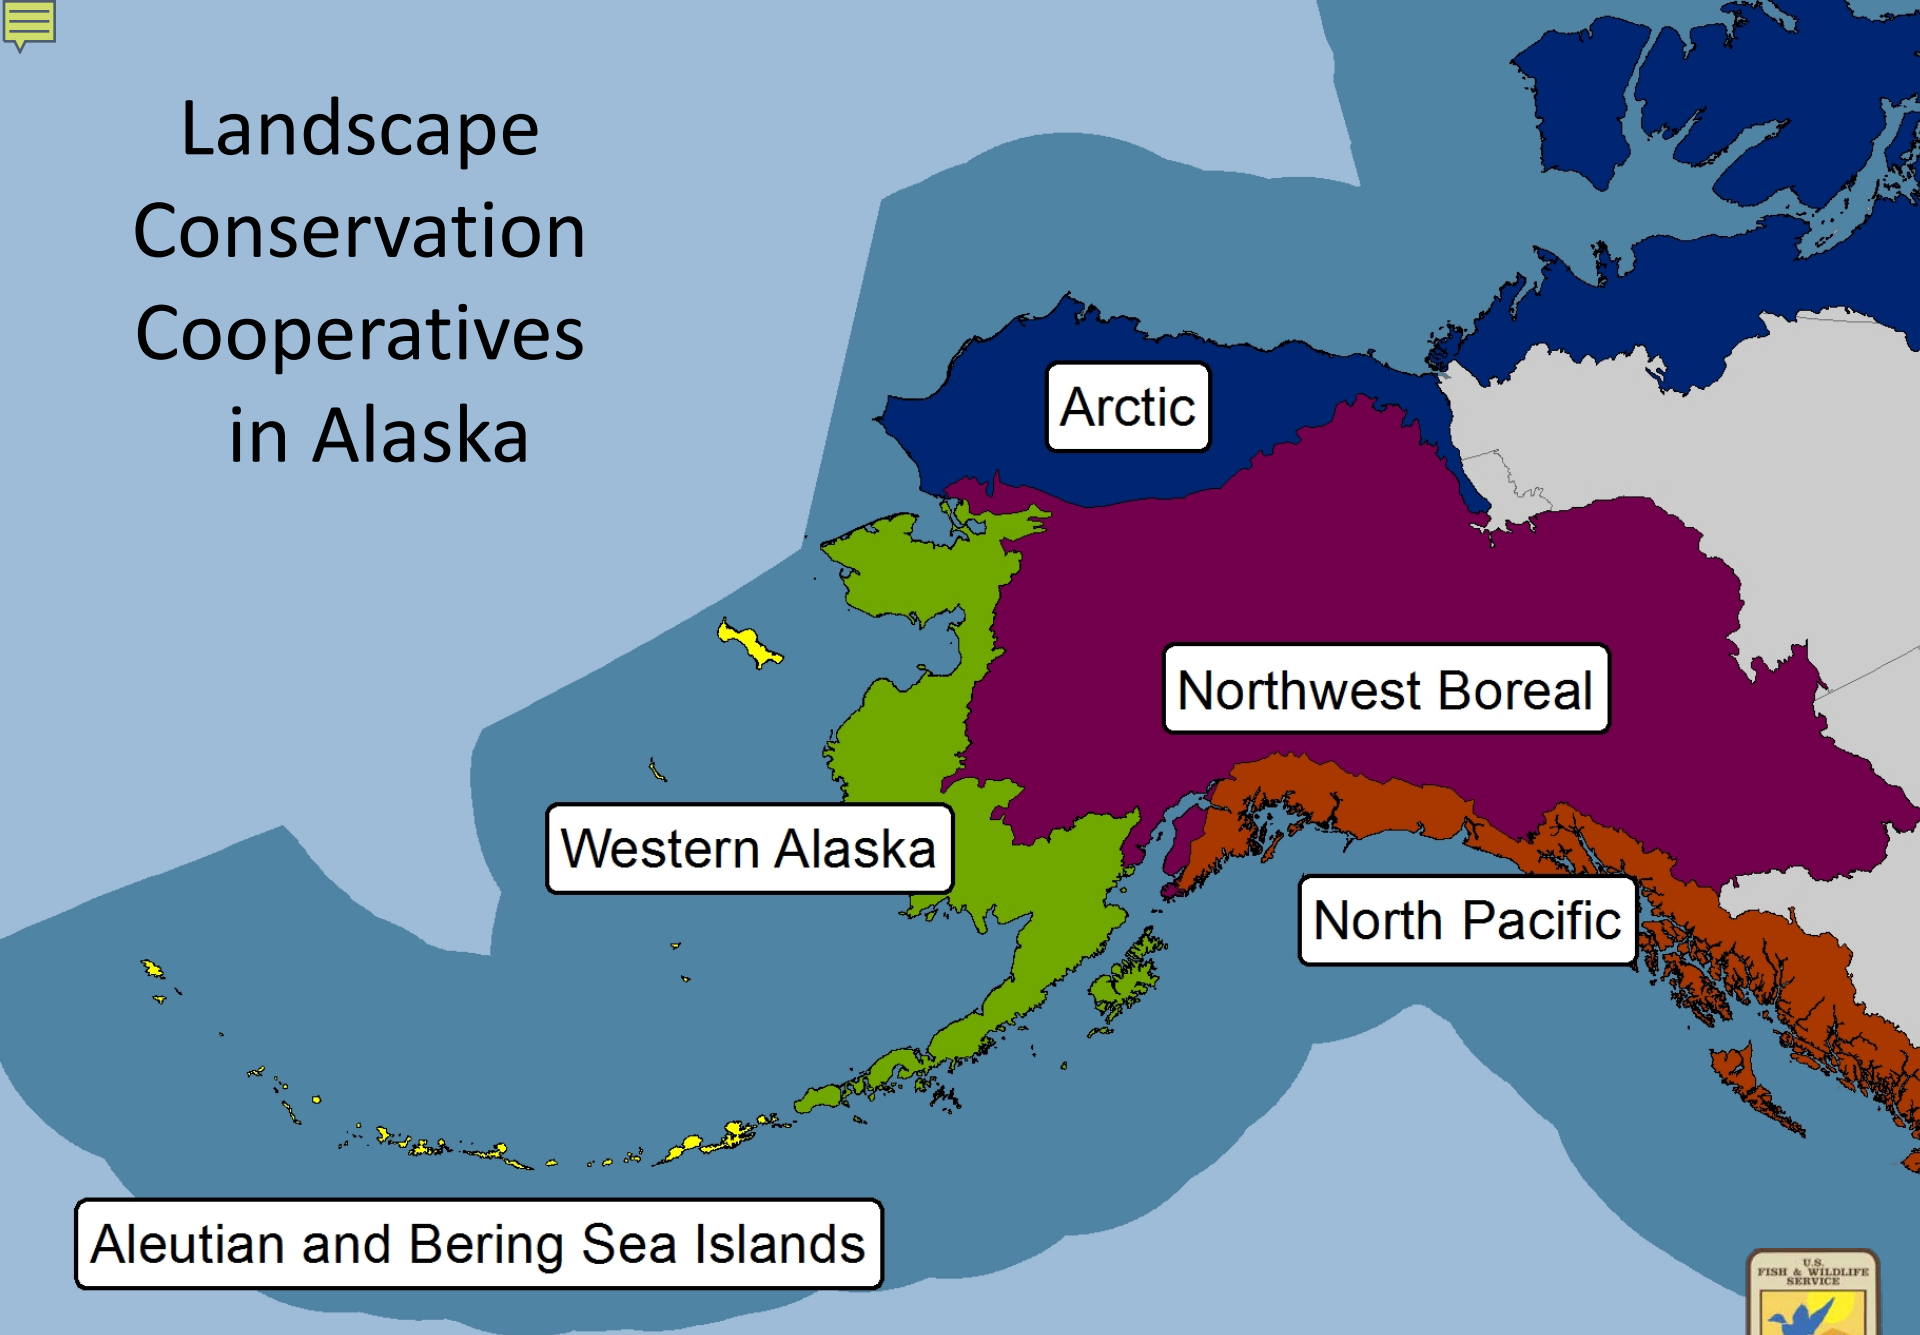 Landscape
Conservation
Cooperatives
in Alaska
Arctic
Northwest Boreal
Western Alaska
North Pacific
Aleutian and Bering Sea Islands
U.S.
FISH & WILDLIFE
SERVICE